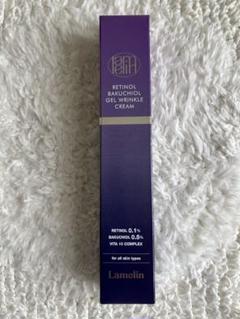 RETINOL
BAKUCHIOL
GEL WRINKLE
CREAM
RETINOL 0.1%
BAKUCHIOL 0.5%
VITA 10 COMPLEX
for all skin types
Lamelin